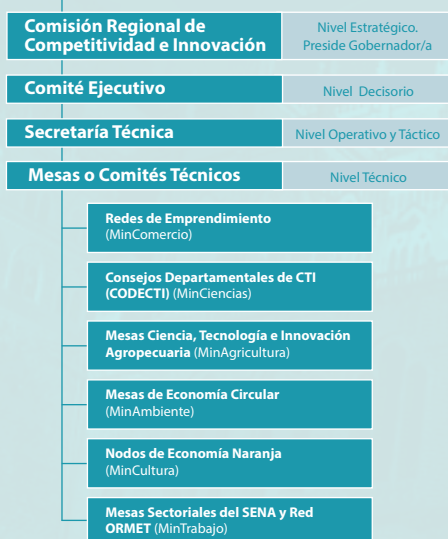 Comisión Regional de
Competitividad e Innovación
Nivel Estratégico.
Preside Gobernador/a
Comité Ejecutivo
Nivel Decisorio
Secretaría Técnica
Nivel Operativo y Táctico
Mesas o Comités Técnicos
Nivel Técnico
Redes de Emprendimiento
(MinComercio)
Consejos Departamentales de CTI
(CODECTI) (MinCiencias)
Mesas Ciencia, Tecnología e Innovación
Agropecuaria (MinAgricultura)
Mesas de Economía Circular
(MinAmbiente)
Nodos de Economía Naranja
(MinCultura)
Mesas Sectoriales del SENA y Red
ORMET (MinTrabajo)